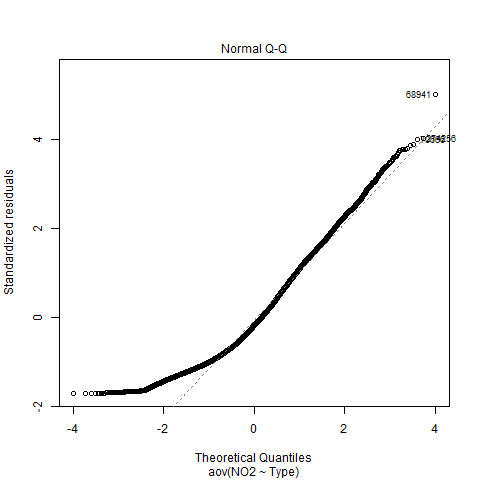 Normal Q-Q
68941
4
2
0
-2
Standardized residuals
-4
-2
0
2
4
Theoretical Quantiles
aov(NO2 ~ Type)